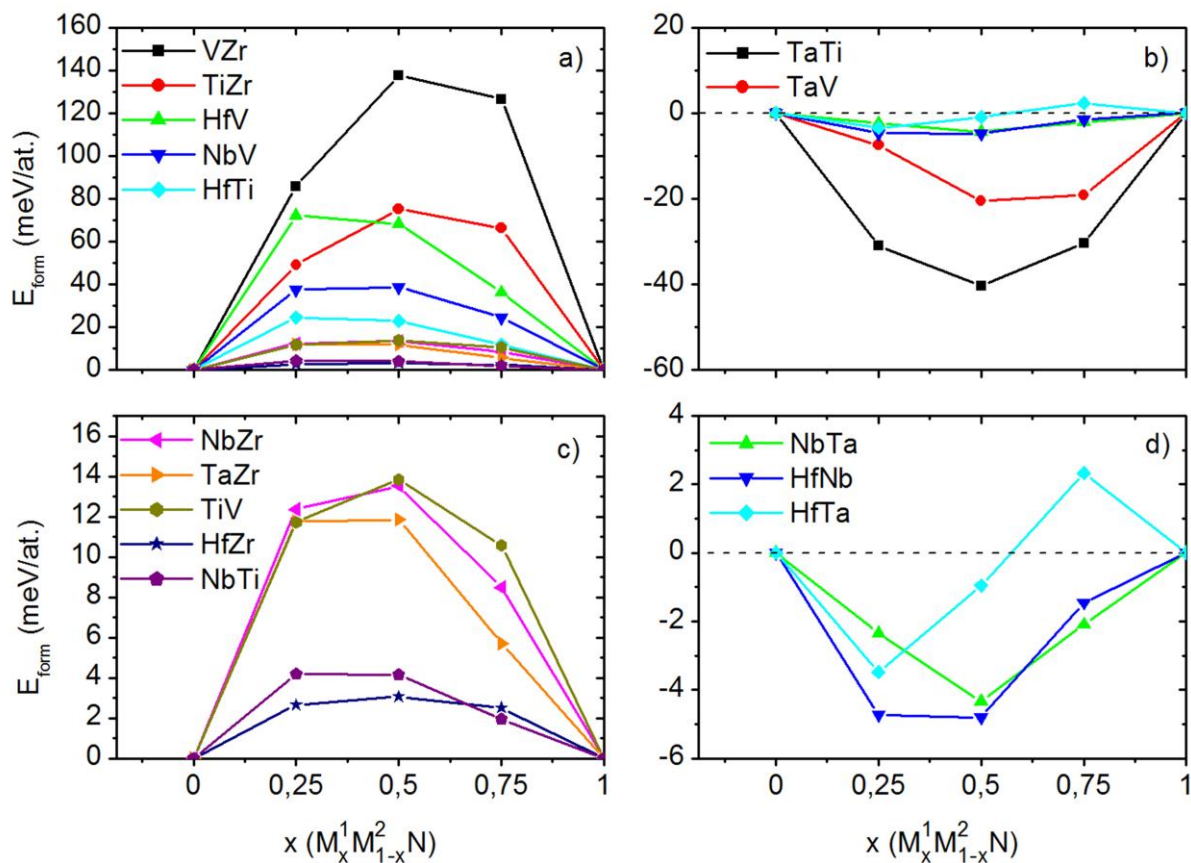 160
140
120
100
80
60
40
20
0
E_form (meV/at.)
VZr
TiZr
HfV
NbV
HfTi
a)
20
0
-20
-40
-60
TaTi
TaV
b)
16
14
12
10
8
6
4
2
0
E_form (meV/at.)
NbZr
TaZr
TiV
HfZr
NbTi
c)
0 0,25 0,5 0,75 1
x (M¹ₓM²₁₋ₓN)
4
2
0
-2
-4
-6
NbTa
HfNb
HfTa
d)
0 0,25 0,5 0,75 1
x (M¹ₓM²₁₋ₓN)